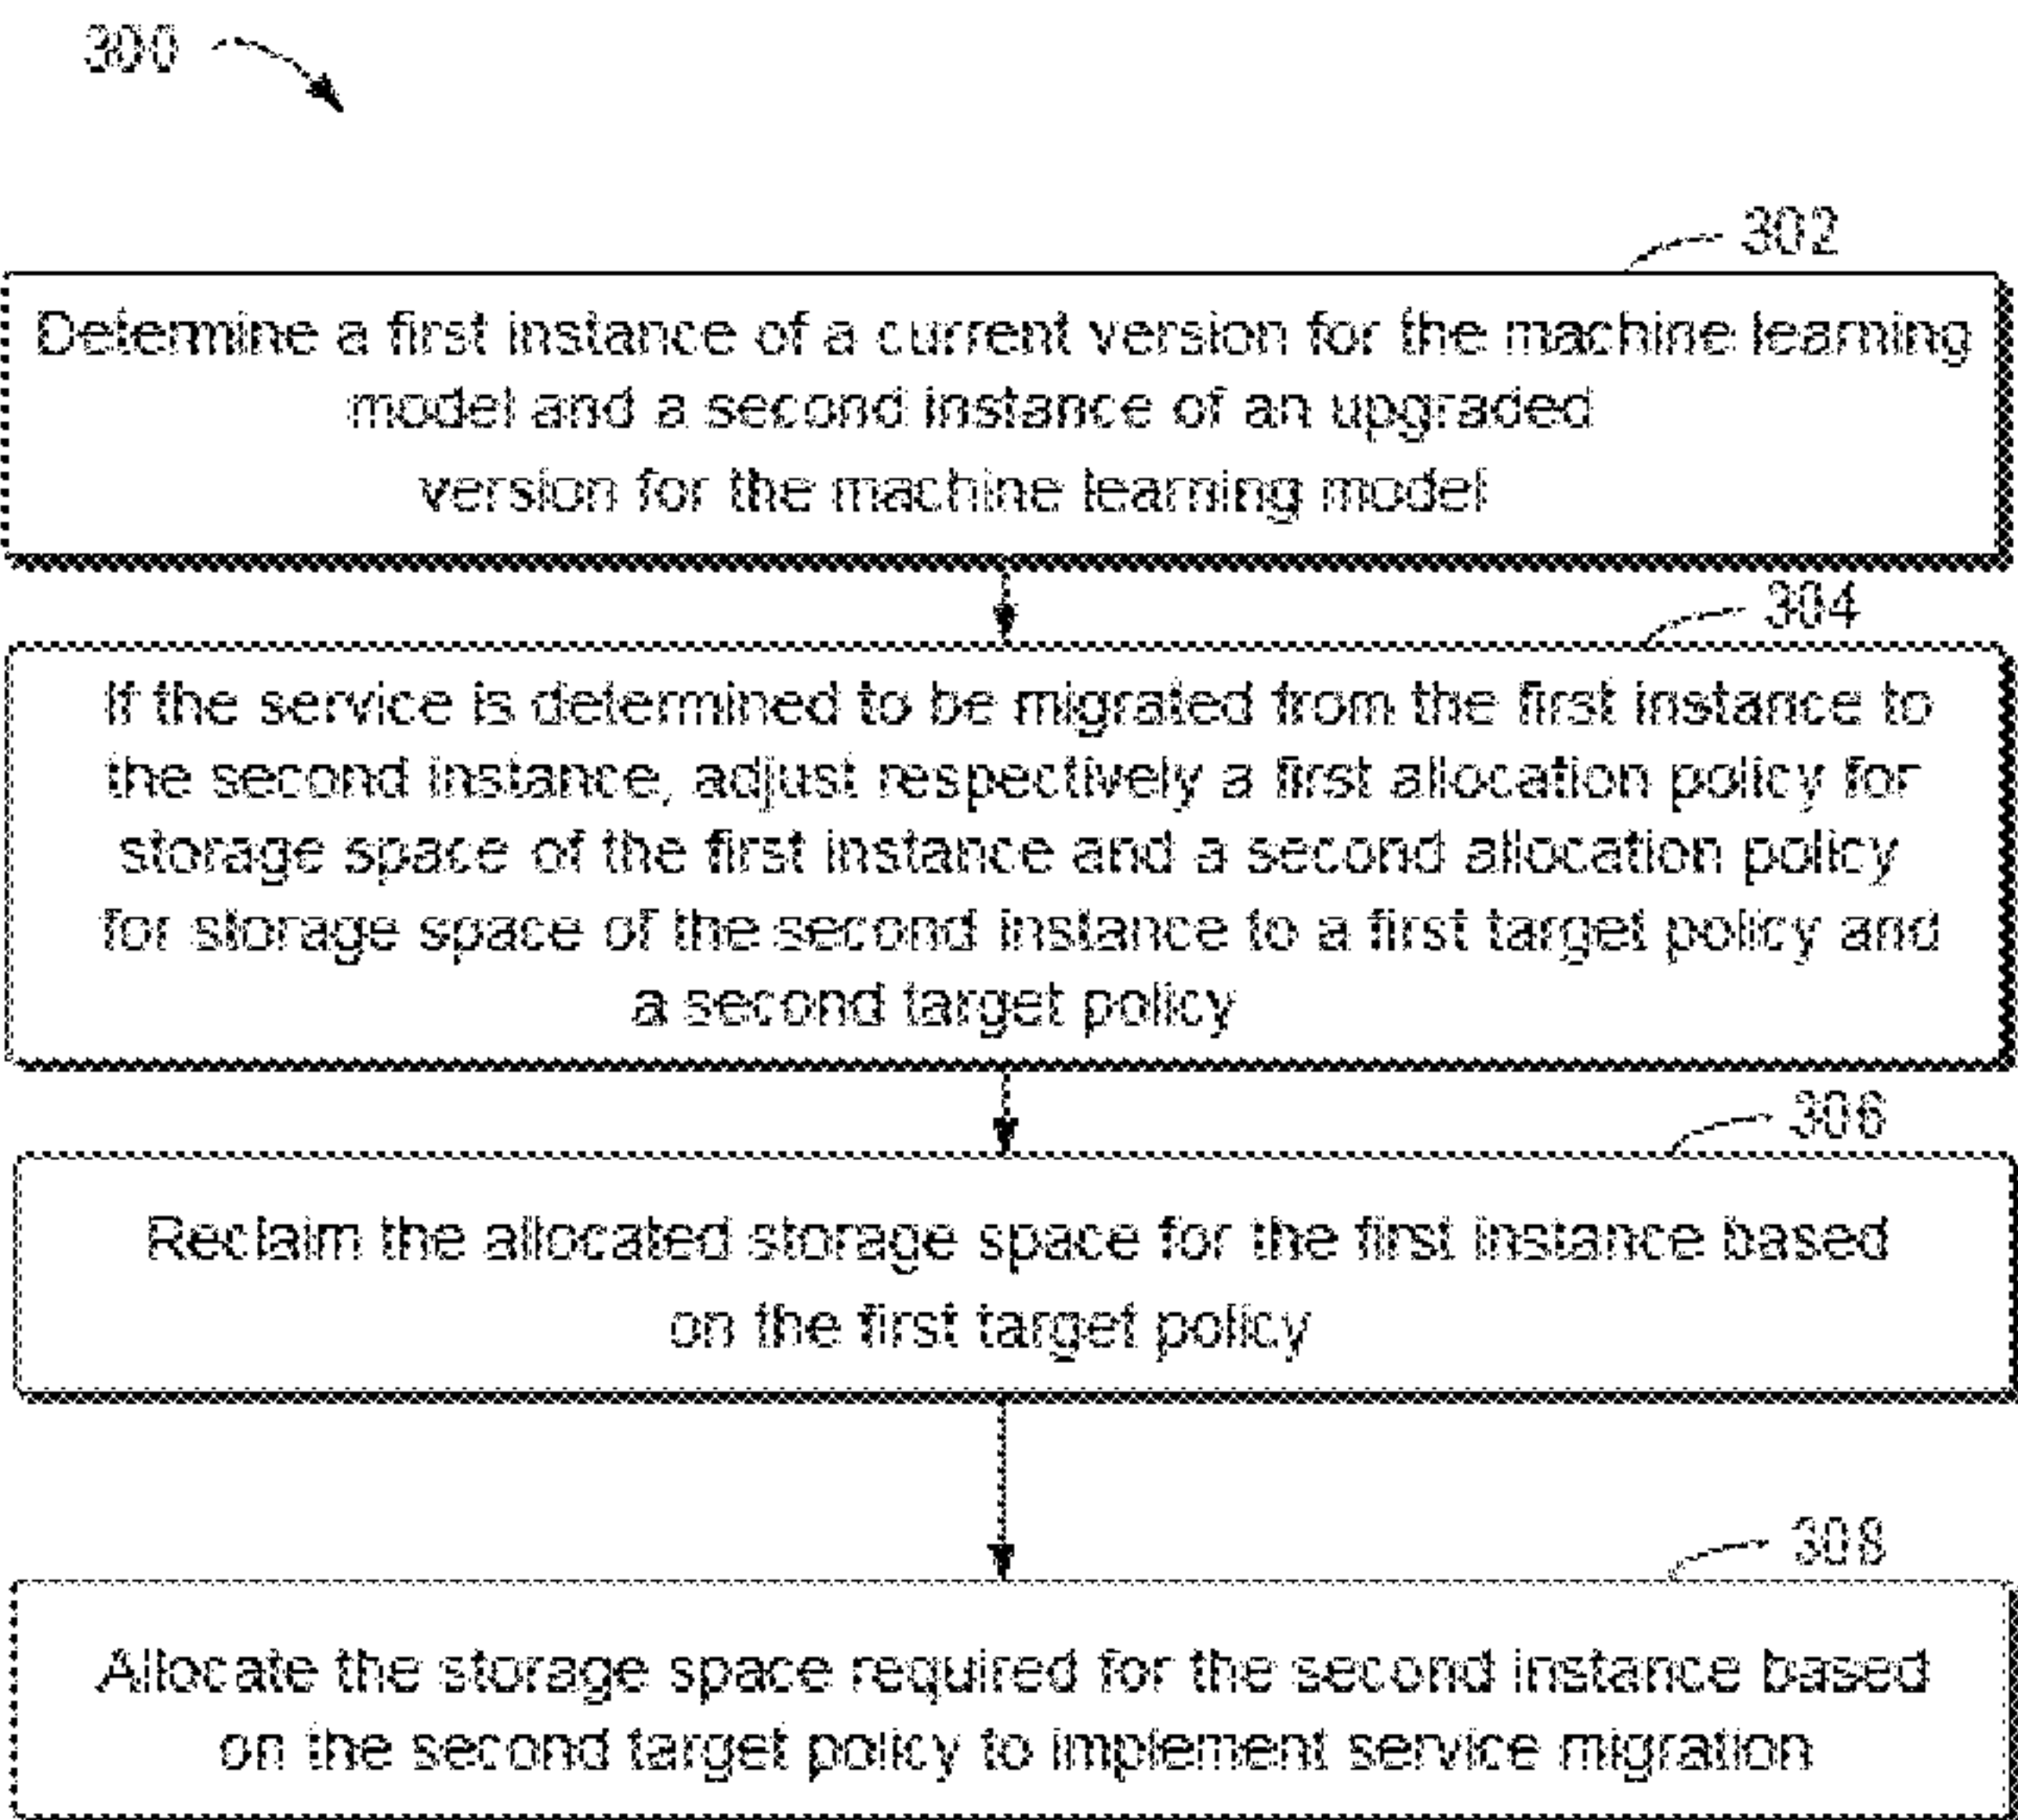 300
302
Determine a first instance of a current version for the machine learning
model and a second instance of an upgraded
version for the machine learning model
304
If the service is determined to be migrated from the first instance to
the second instance, adjust respectively a first allocation policy for
storage space of the first instance and a second allocation policy
for storage space of the second instance to a first target policy and
a second target policy
306
Reclaim the allocated storage space for the first instance based
on the first target policy
308
Allocate the storage space required for the second instance based
on the second target policy to implement service migration